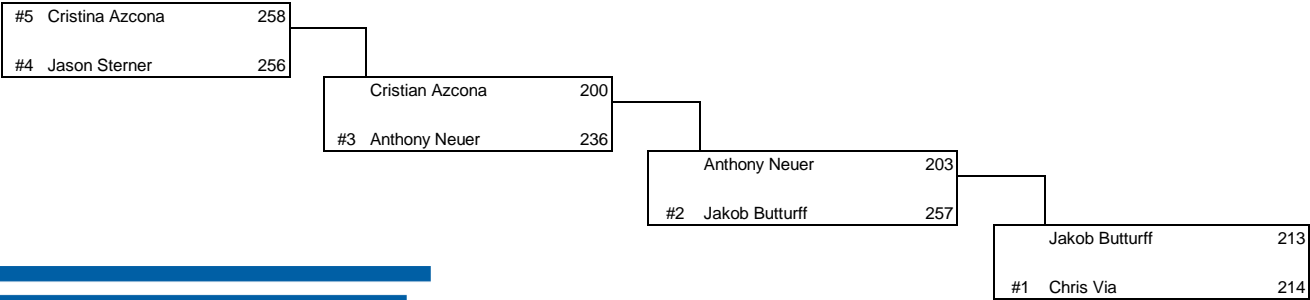 #5 Cristina Azcona 258
#4 Jason Sterner 256
Cristian Azcona 200
#3 Anthony Neuer 236
Anthony Neuer 203
#2 Jakob Butturff 257
Jakob Butturff 213
#1 Chris Via 214